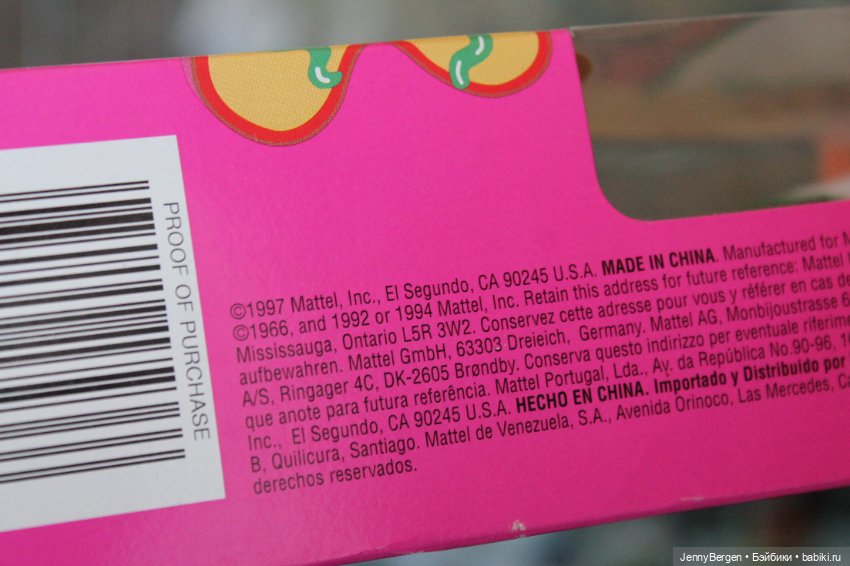 PROOF OF PURCHASE
©1997 Mattel, Inc., El Segundo, CA 90245 U.S.A. MADE IN CHINA. Manufactured for
©1966, and 1992 or 1994 Mattel, Inc. Retain this address for future reference: Mattel
Mississauga, Ontario L5R 3W2. Conservez cette adresse pour vous y référer en cas de
aufbewahren. Mattel GmbH, 63303 Dreieich, Germany. Mattel AG, Monbijoustrasse
A/S, Ringager 4C, DK-2605 Brøndby. Conserva questo indirizzo per eventuale
que anote para futura referência. Mattel Portugal, Lda., Av. da República No.90-96,
Inc., El Segundo, CA 90245 U.S.A. HECHO EN CHINA. Importado y Distribuido por
B, Quilicura, Santiago. Mattel de Venezuela, S.A., Avenida Orinoco, Las Mercedes,
derechos reservados.
JennyBergen • Бэйбики • babiki.ru